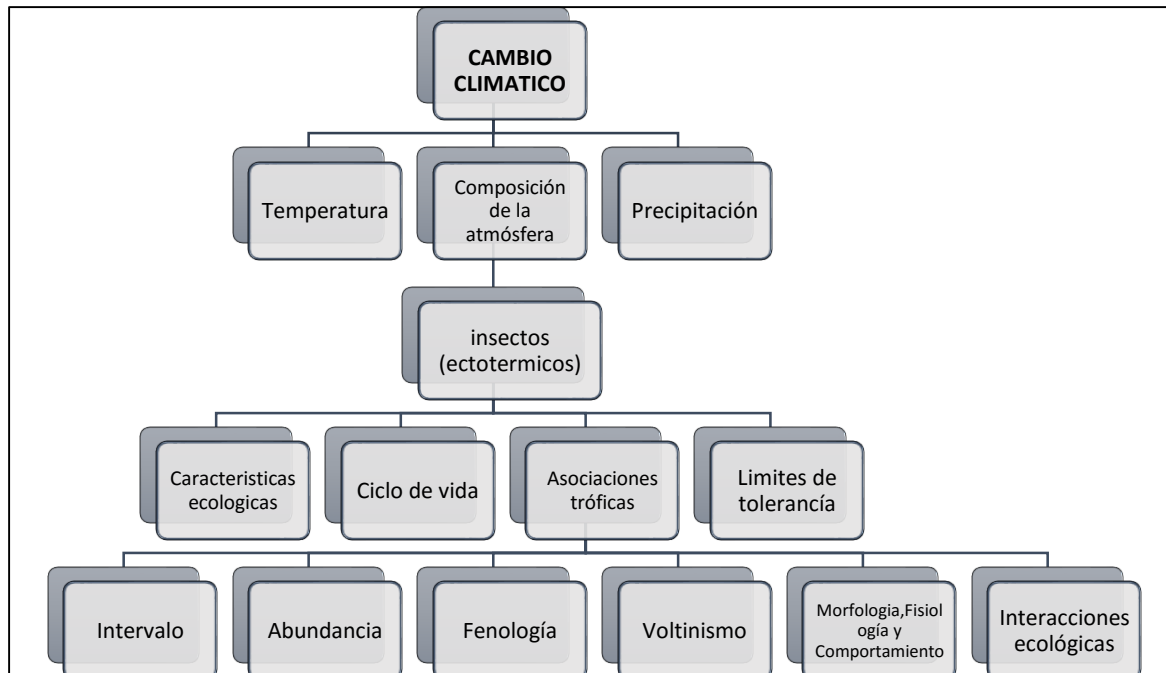 CAMBIO
CLIMATICO
Temperatura
Composición
de la
atmósfera
Precipitación
insectos
(ectotermicos)
Caracteristicas
ecologicas
Ciclo de vida
Asociaciones
tróficas
Limites de
tolerancía
Intervalo
Abundancia
Fenología
Voltinismo
Morfologia,Fisiol
ogía y
Comportamiento
Interacciones
ecológicas